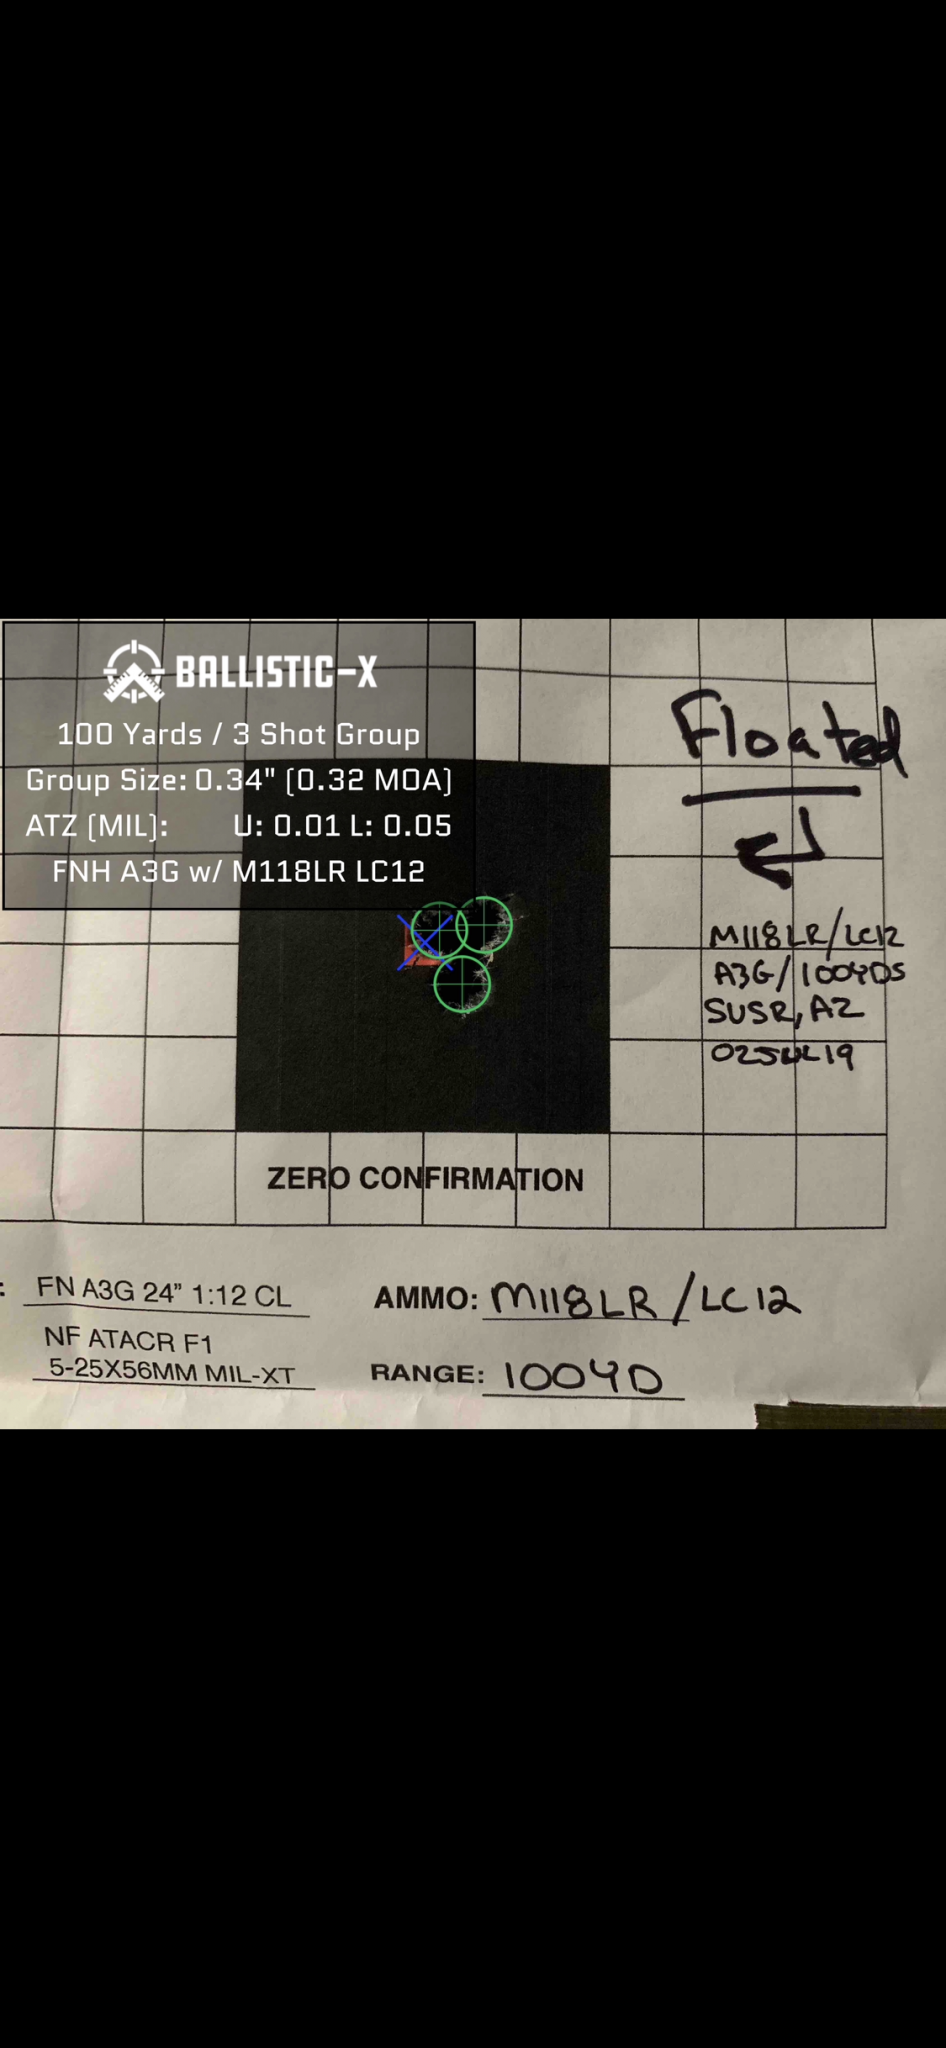 BALLISTIC-X
100 Yards / 3 Shot Group
Group Size: 0.34" (0.32 MOA)
ATZ (MIL): U: 0.01 L: 0.05
FNH A3G w/ M118LR LC12
Floated
M118LR/LC12
A3G/100YDS
SUSR, AZ
02JUL19
ZERO CONFIRMATION
: FN A3G 24" 1:12 CL
NF ATACR F1
5-25X56MM MIL-XT
AMMO: M118LR/LC12
RANGE: 100YD